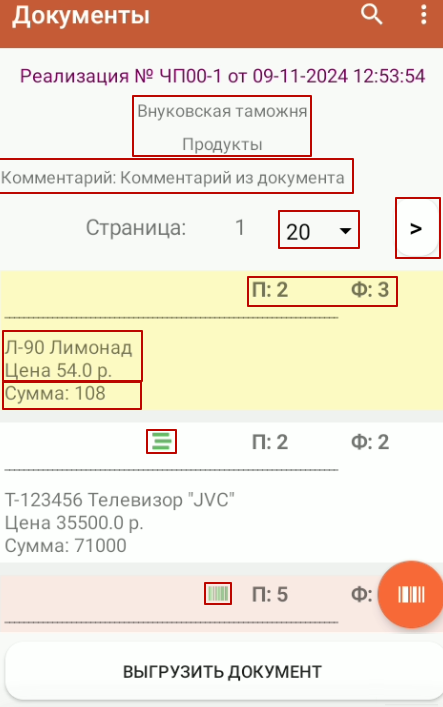 Документы
Реализация № ЧП00-1 от 09-11-2024 12:53:54
Внуковская таможня
Продукты
Комментарий: Комментарий из документа
Страница: 1 20 >
П: 2 Ф: 3
Л-90 Лимонад
Цена 54.0 р.
Сумма: 108
П: 2 Ф: 2
Т-123456 Телевизор "JVC"
Цена 35500.0 р.
Сумма: 71000
П: 5 Ф:
ВЫГРУЗИТЬ ДОКУМЕНТ